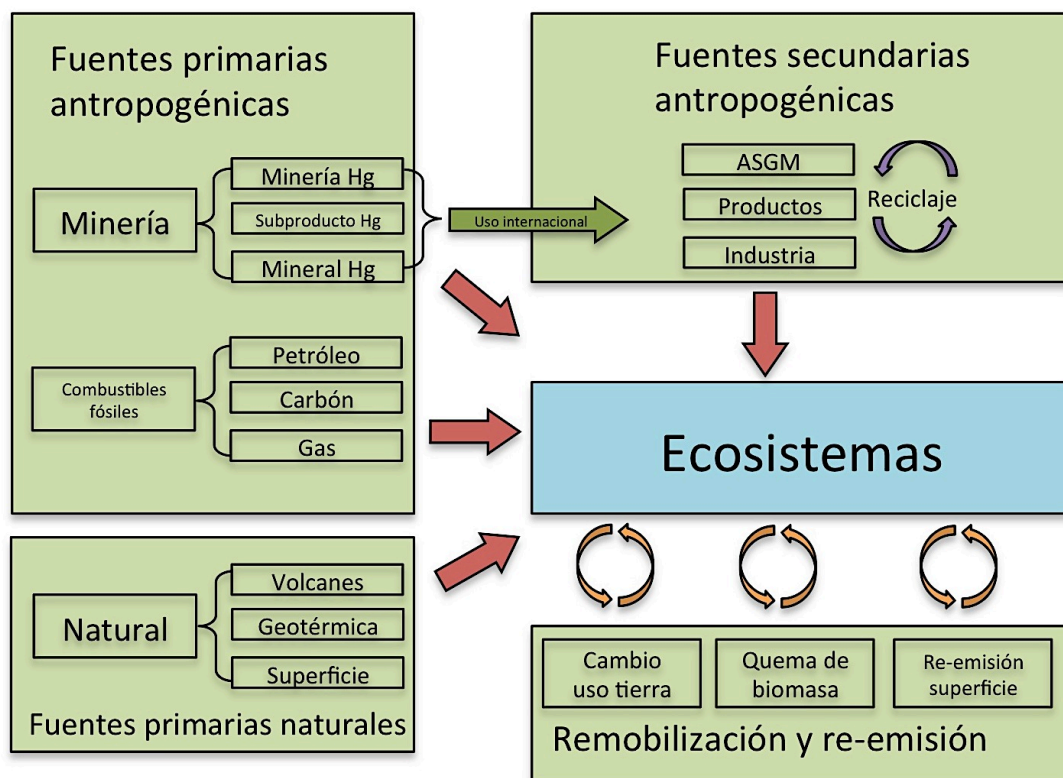 Fuentes primarias
antropogénicas
Minería
Minería Hg
Subproducto Hg
Mineral Hg
Combustibles
fósiles
Petróleo
Carbón
Gas
Uso internacional
Fuentes secundarias
antropogénicas
ASGM
Productos
Industria
Reciclaje
Ecosistemas
Natural
Volcanes
Geotérmica
Superficie
Fuentes primarias naturales
Cambio
uso tierra
Quema de
biomasa
Re-emisión
superficie
Remobilización y re-emisión